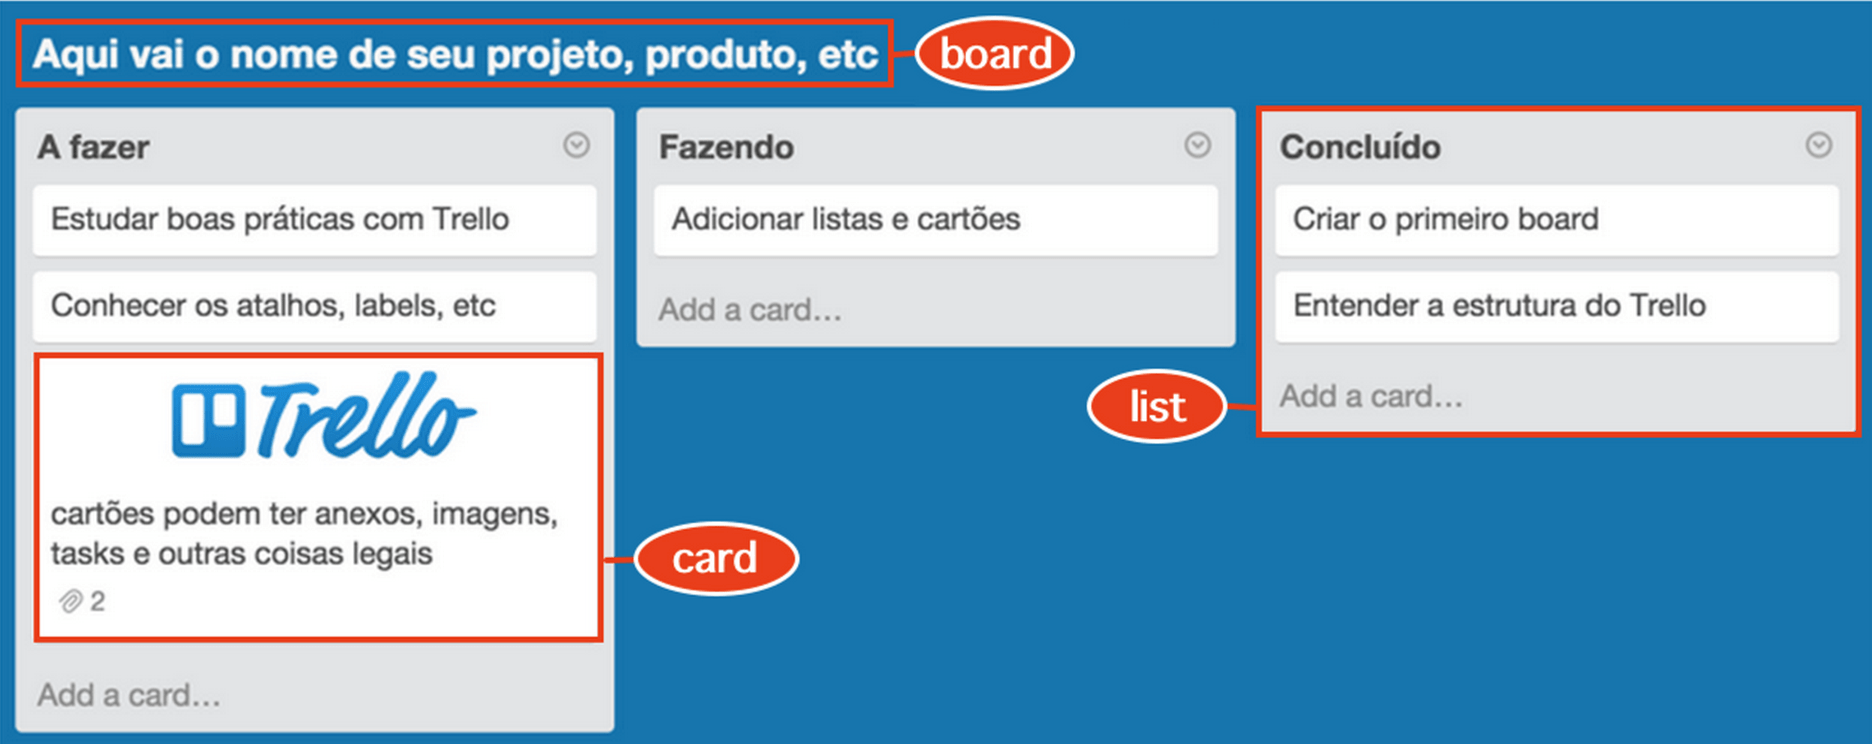 Aqui vai o nome de seu projeto, produto, etc
board
A fazer
Estudar boas práticas com Trello
Conhecer os atalhos, labels, etc
Trello
cartões podem ter anexos, imagens,
tasks e outras coisas legais
2
Add a card...
card
Fazendo
Adicionar listas e cartões
Add a card...
Concluído
Criar o primeiro board
Entender a estrutura do Trello
Add a card...
list